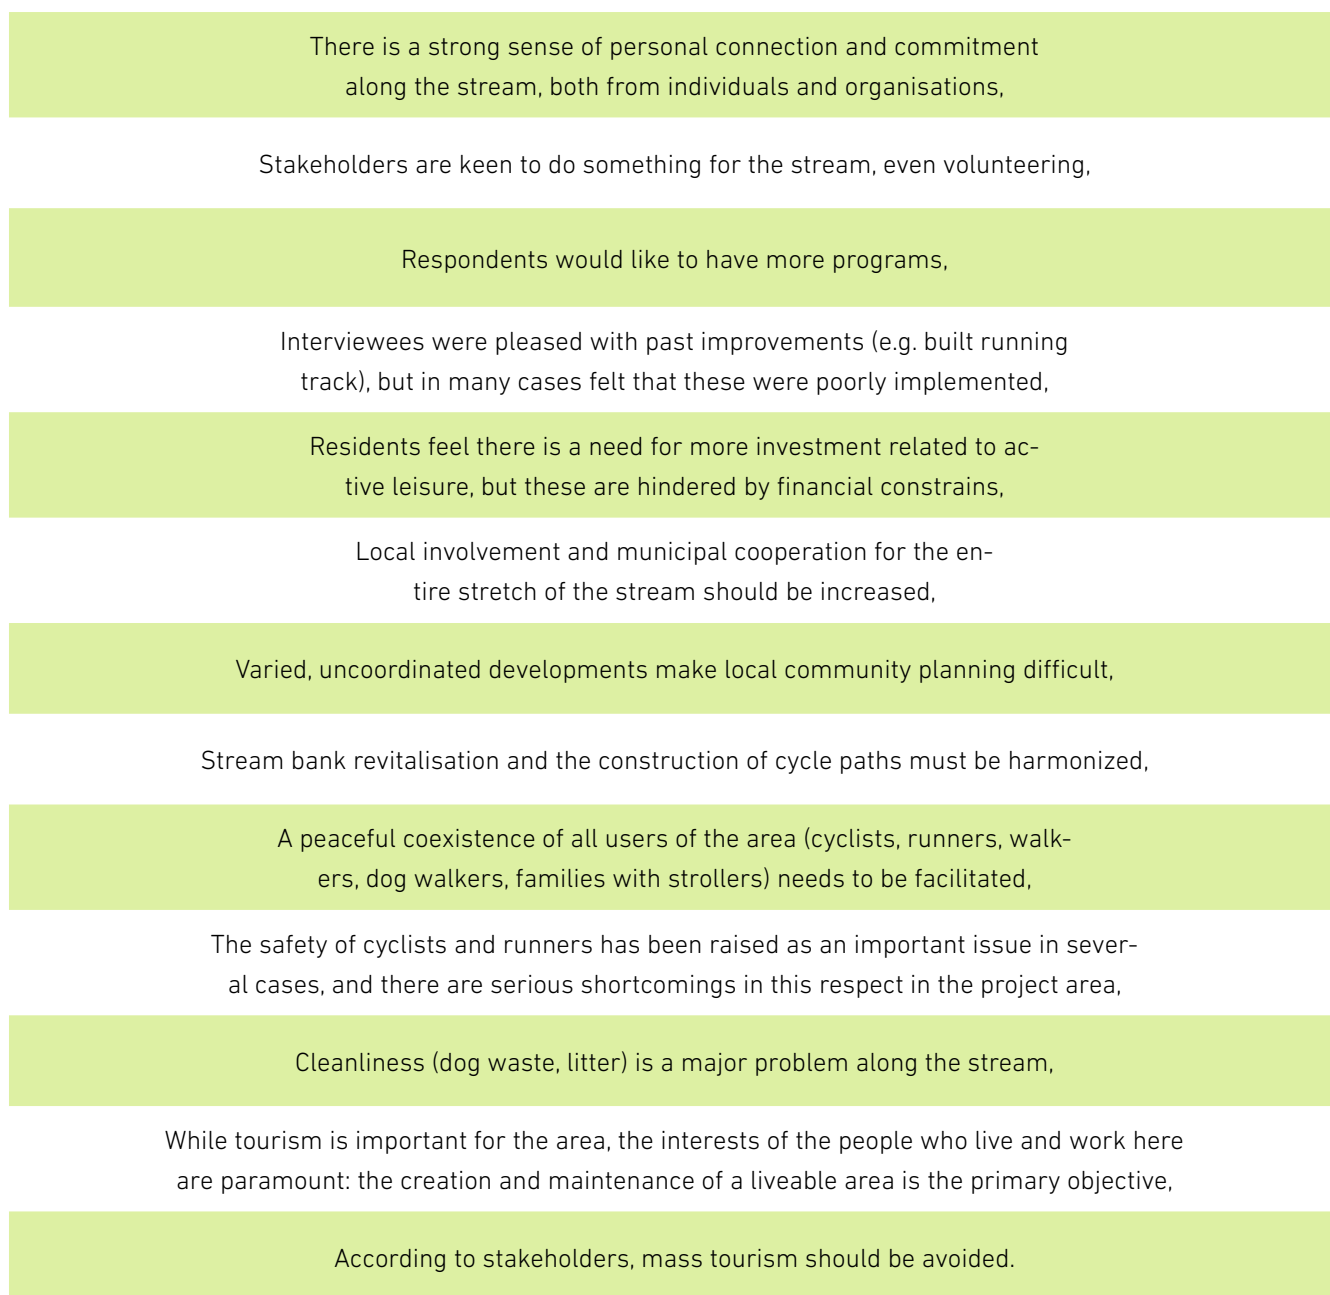 There is a strong sense of personal connection and commitment
along the stream, both from individuals and organisations,
Stakeholders are keen to do something for the stream, even volunteering,
Respondents would like to have more programs,
Interviewees were pleased with past improvements (e.g. built running
track), but in many cases felt that these were poorly implemented,
Residents feel there is a need for more investment related to ac-
tive leisure, but these are hindered by financial constrains,
Local involvement and municipal cooperation for the en-
tire stretch of the stream should be increased,
Varied, uncoordinated developments make local community planning difficult,
Stream bank revitalisation and the construction of cycle paths must be harmonized,
A peaceful coexistence of all users of the area (cyclists, runners, walk-
ers, dog walkers, families with strollers) needs to be facilitated,
The safety of cyclists and runners has been raised as an important issue in sever-
al cases, and there are serious shortcomings in this respect in the project area,
Cleanliness (dog waste, litter) is a major problem along the stream,
While tourism is important for the area, the interests of the people who live and work here
are paramount: the creation and maintenance of a liveable area is the primary objective,
According to stakeholders, mass tourism should be avoided.